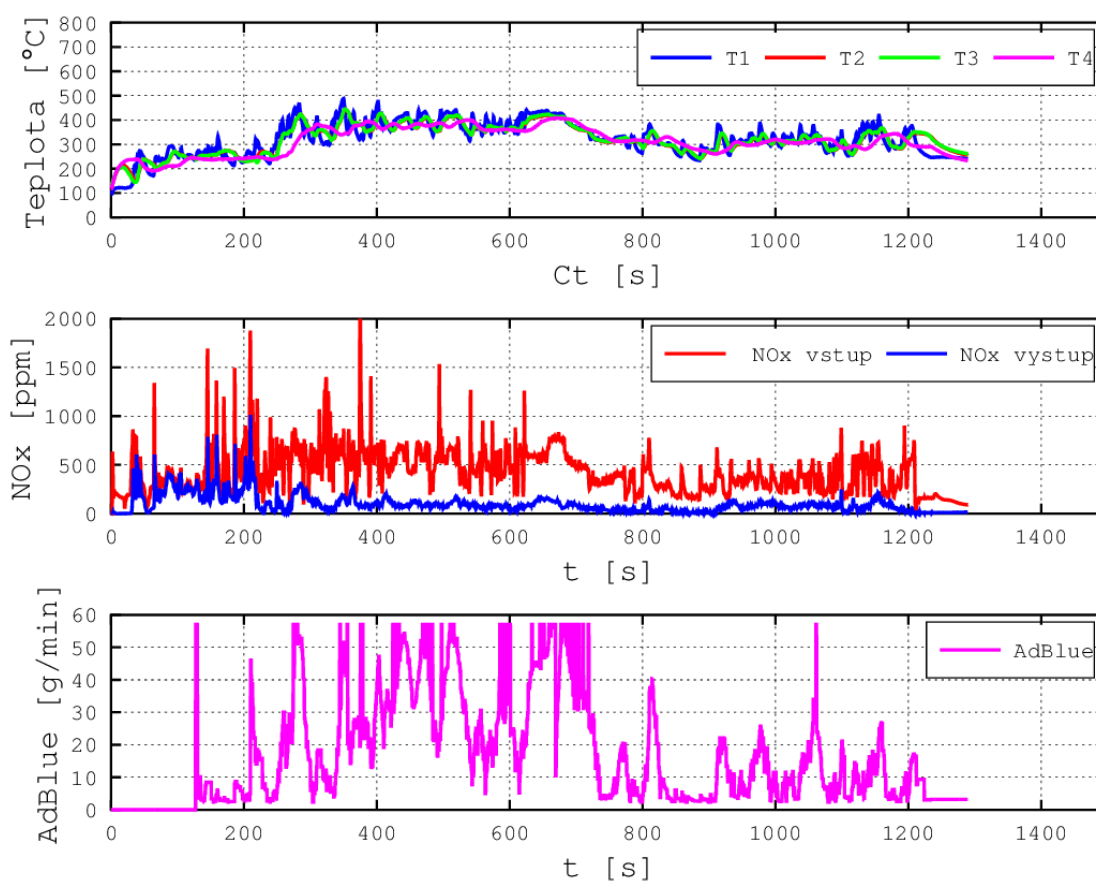 800
700
600
500
400
300
200
100
0
Teplota [°C]
T1 T2 T3 T4
0 200 400 600 800 1000 1200 1400
Ct [s]
2000
1500
1000
500
0
NOx [ppm]
NOx vstup NOx vystup
0 200 400 600 800 1000 1200 1400
t [s]
60
50
40
30
20
10
0
AdBlue [g/min]
AdBlue
0 200 400 600 800 1000 1200 1400
t [s]